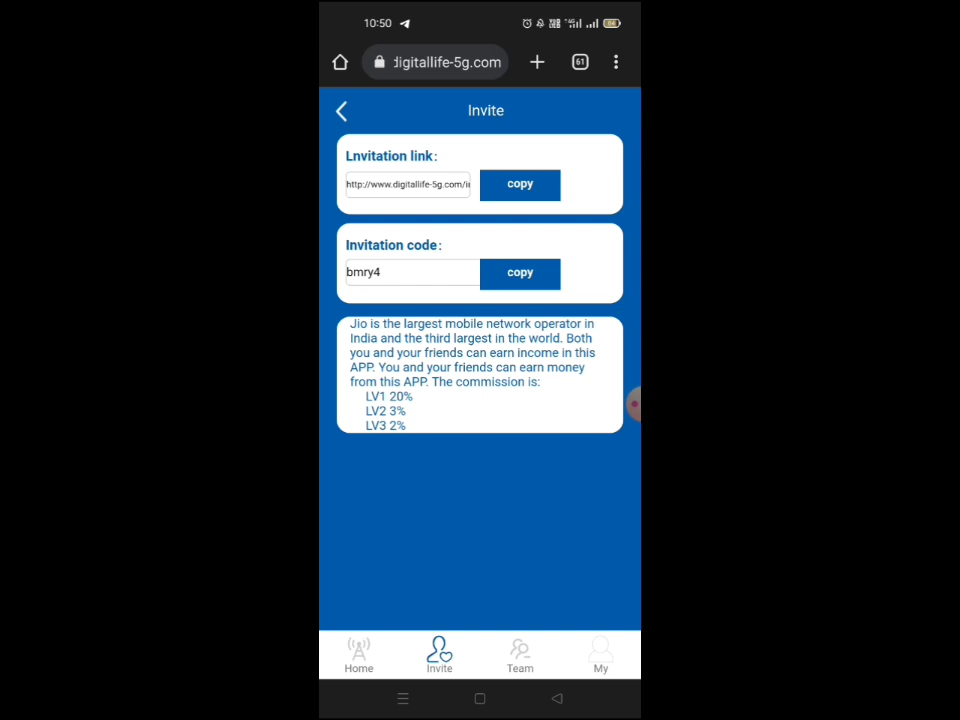 10:50
61
digitallife-5g.com
Invite
Lnvitation link:
http://www.digitallife-5g.com/i
copy
Invitation code:
bmry4
copy
Jio is the largest mobile network operator in
India and the third largest in the world. Both
you and your friends can earn income in this
APP. You and your friends can earn money
from this APP. The commission is:
LV1 20%
LV2 3%
LV3 2%
Home
Invite
Team
My